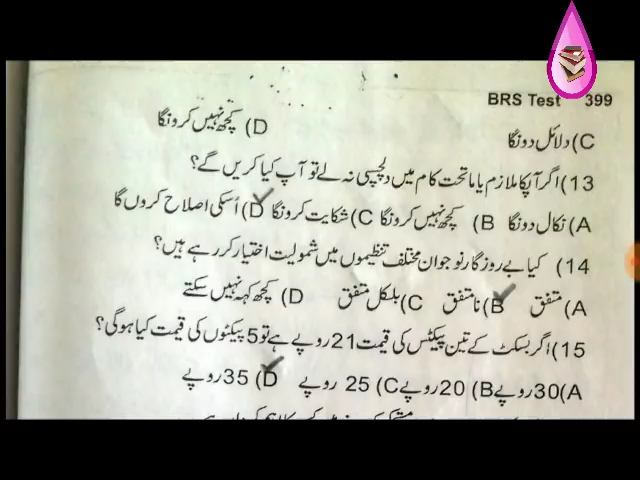 BRS Test 399
C) دلائل دونگا D) کچھ نہیں کرونگا
13) اگر آپکا ملازم یا ماتحت کام میں دلچسپی نہ لے تو آپ کیا کریں گے؟
A) نکال دونگا B) کچھ نہیں کرونگا C) شکایت کرونگا D) اُسکی اصلاح کروں گا
14) کیا بے روزگار نوجوان مختلف تنظیموں میں شمولیت اختیار کر رہے ہیں؟
A) متفق B) نا متفق C) بلکل متفق D) کچھ کہہ نہیں سکتے
15) اگر بسکٹ کے تین پیکٹس کی قیمت 21 روپے ہے تو 5 پیکٹوں کی قیمت کیا ہوگی؟
A) 30 روپے B) 20 روپے C) 25 روپے D) 35 روپے